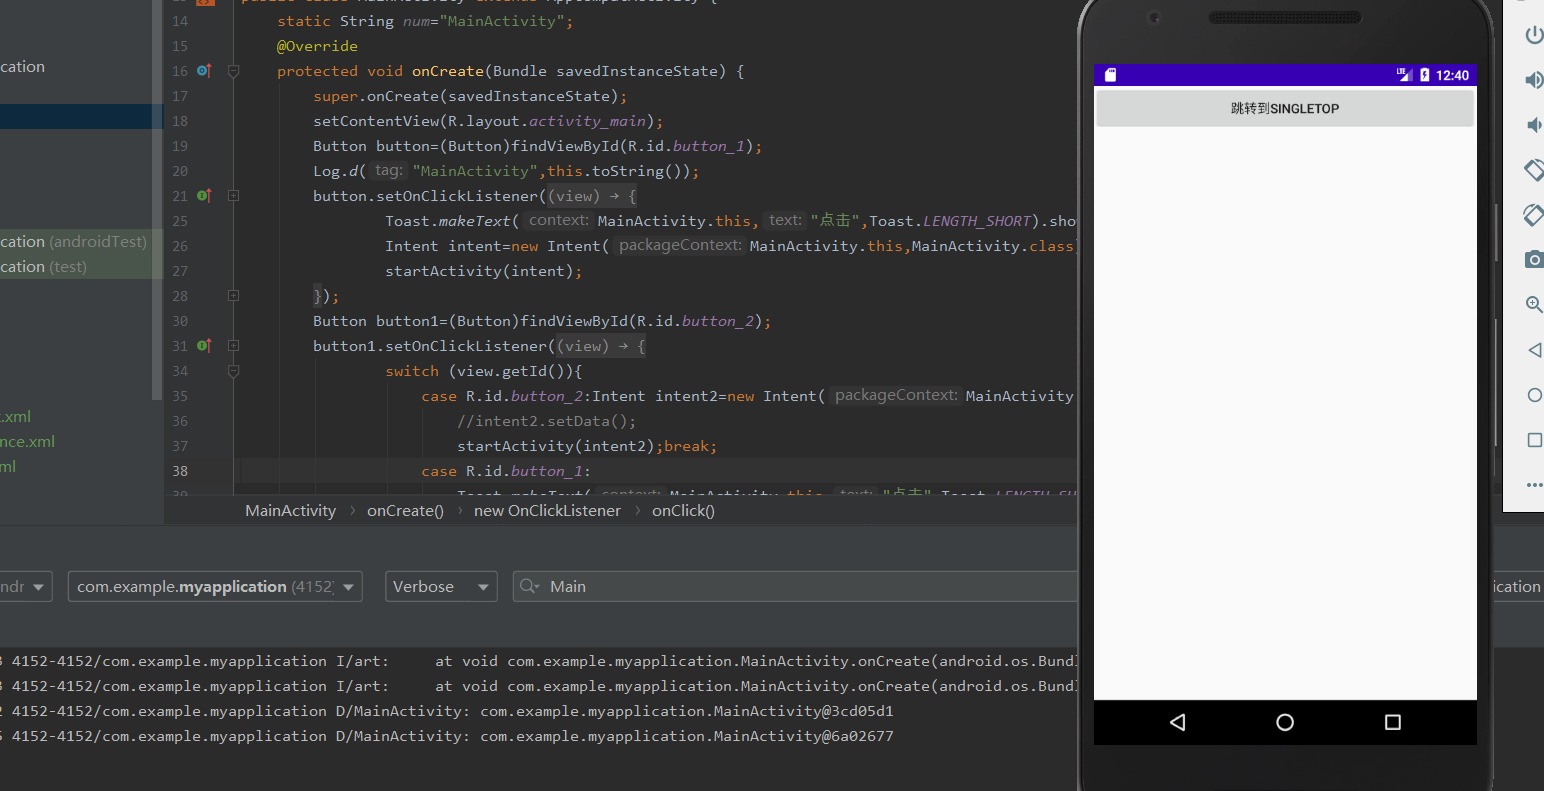 14 static String num="MainActivity";
15 @Override
16 protected void onCreate(Bundle savedInstanceState) {
17 super.onCreate(savedInstanceState);
18 setContentView(R.layout.activity_main);
19 Button button=(Button)findViewById(R.id.button_1);
20 Log.d( tag: "MainActivity",this.toString());
21 button.setOnClickListener((view) → {
25 Toast.makeText( context: MainActivity.this, text: "点击",Toast.LENGTH_SHORT).show
26 Intent intent=new Intent( packageContext: MainActivity.this,MainActivity.class)
27 startActivity(intent);
28 });
30 Button button1=(Button)findViewById(R.id.button_2);
31 button1.setOnClickListener((view) → {
34 switch (view.getId()){
35 case R.id.button_2:Intent intent2=new Intent( packageContext: MainActivity
36 //intent2.setData();
37 startActivity(intent2);break;
38 case R.id.button_1:
cation
cation (androidTest)
cation (test)
.xml
nce.xml
ml
MainActivity > onCreate() > new OnClickListener > onClick()
12:40
跳转到SINGLETOP
ndr
com.example.myapplication (4152)
Verbose
Main
ication
4152-4152/com.example.myapplication I/art: at void com.example.myapplication.MainActivity.onCreate(android.os.Bundl
4152-4152/com.example.myapplication I/art: at void com.example.myapplication.MainActivity.onCreate(android.os.Bundl
4152-4152/com.example.myapplication D/MainActivity: com.example.myapplication.MainActivity@3cd05d1
4152-4152/com.example.myapplication D/MainActivity: com.example.myapplication.MainActivity@6a02677